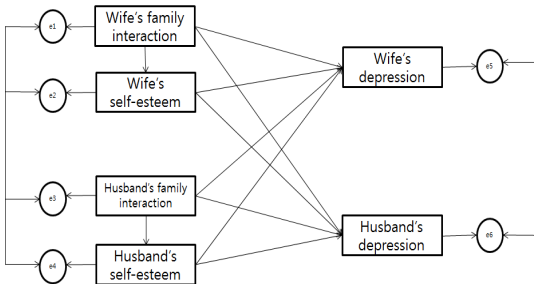 e1
Wife's family
interaction
e2
Wife's
self-esteem
Wife's
depression
e5
e3
Husband's family
interaction
e4
Husband's
self-esteem
Husband's
depression
e6